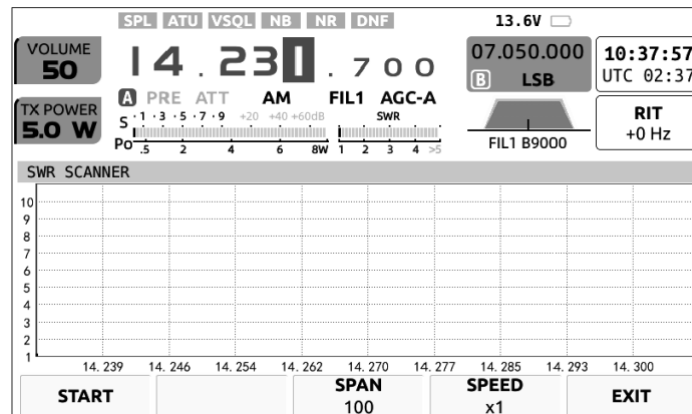 SPL ATU VSQL NB NR DNF 13.6V
VOLUME
50
14.231.700
07.050.000
B LSB
10:37:57
UTC 02:37
A PRE ATT AM FIL1 AGC-A
TX POWER
5.0 W
S ·1 ·3 ·5 ·7 ·9 +20 +40 +60dB SWR
Po .5 2 4 6 8W 1 2 3 4 >5
FIL1 B9000
RIT
+0 Hz
SWR SCANNER
10
9
8
7
6
5
4
3
2
1
14. 239 14. 246 14. 254 14. 262 14. 270 14. 277 14. 285 14. 293 14. 300
START
SPAN
100
SPEED
x1
EXIT